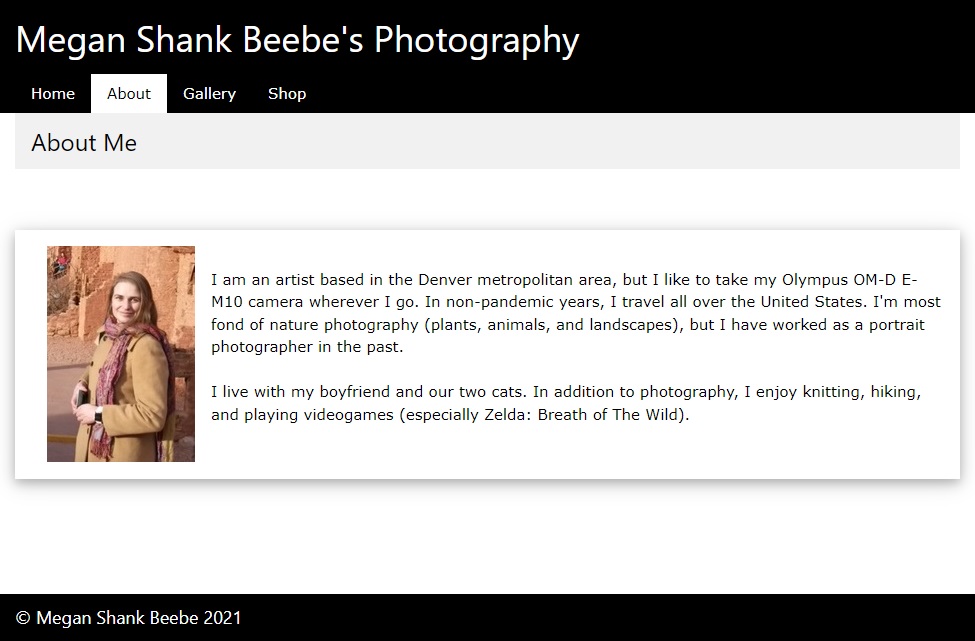 Megan Shank Beebe's Photography
Home About Gallery Shop
About Me
I am an artist based in the Denver metropolitan area, but I like to take my Olympus OM-D E-
M10 camera wherever I go. In non-pandemic years, I travel all over the United States. I'm most
fond of nature photography (plants, animals, and landscapes), but I have worked as a portrait
photographer in the past.
I live with my boyfriend and our two cats. In addition to photography, I enjoy knitting, hiking,
and playing videogames (especially Zelda: Breath of The Wild).
© Megan Shank Beebe 2021